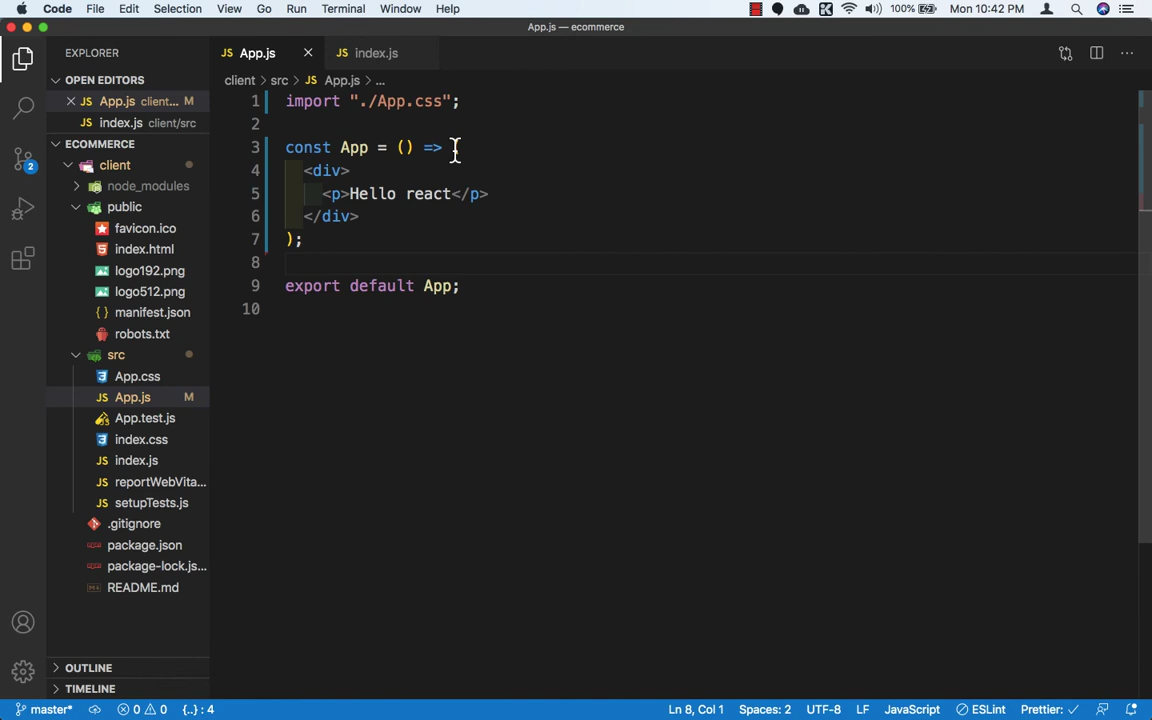 Code File Edit Selection View Go Run Terminal Window Help 100% Mon 10:42 PM
App.js — ecommerce
EXPLORER
OPEN EDITORS
App.js client... M
index.js client/src
ECOMMERCE
client
node_modules
public
favicon.ico
index.html
logo192.png
logo512.png
manifest.json
robots.txt
src
App.css
App.js M
App.test.js
index.css
index.js
reportWebVita...
setupTests.js
.gitignore
package.json
package-lock.js...
README.md
OUTLINE
TIMELINE
2
App.js index.js
client > src > App.js > ...
1 import "./App.css";
2
3 const App = () =>
4 <div>
5 <p>Hello react</p>
6 </div>
7 );
8
9 export default App;
10
master* 0 0 {..} : 4 Ln 8, Col 1 Spaces: 2 UTF-8 LF JavaScript ESLint Prettier: ✓